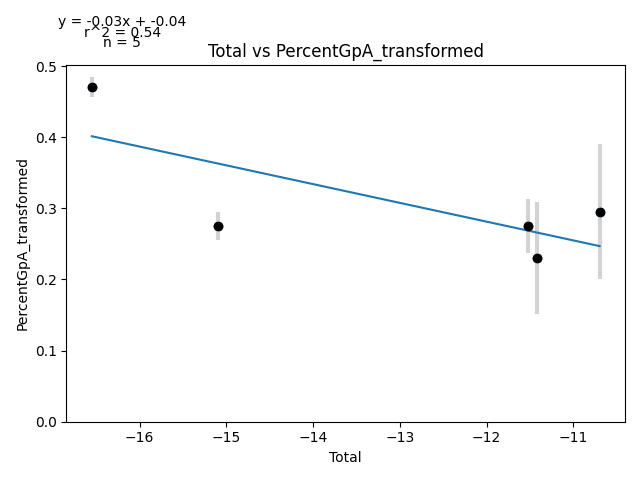 y = -0.03x + -0.04
r^2 = 0.54
n = 5
Total vs PercentGpA_transformed
PercentGpA_transformed
0.5
0.4
0.3
0.2
0.1
0.0
−16
−15
−14
−13
−12
−11
Total